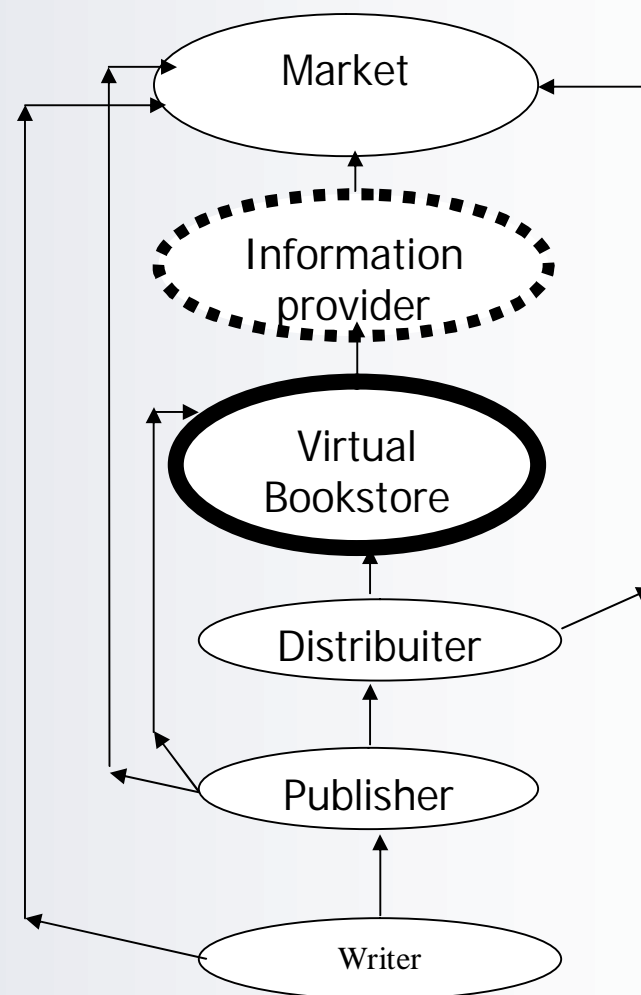 Market
Information
provider
Virtual
Bookstore
Distribuiter
Publisher
Writer